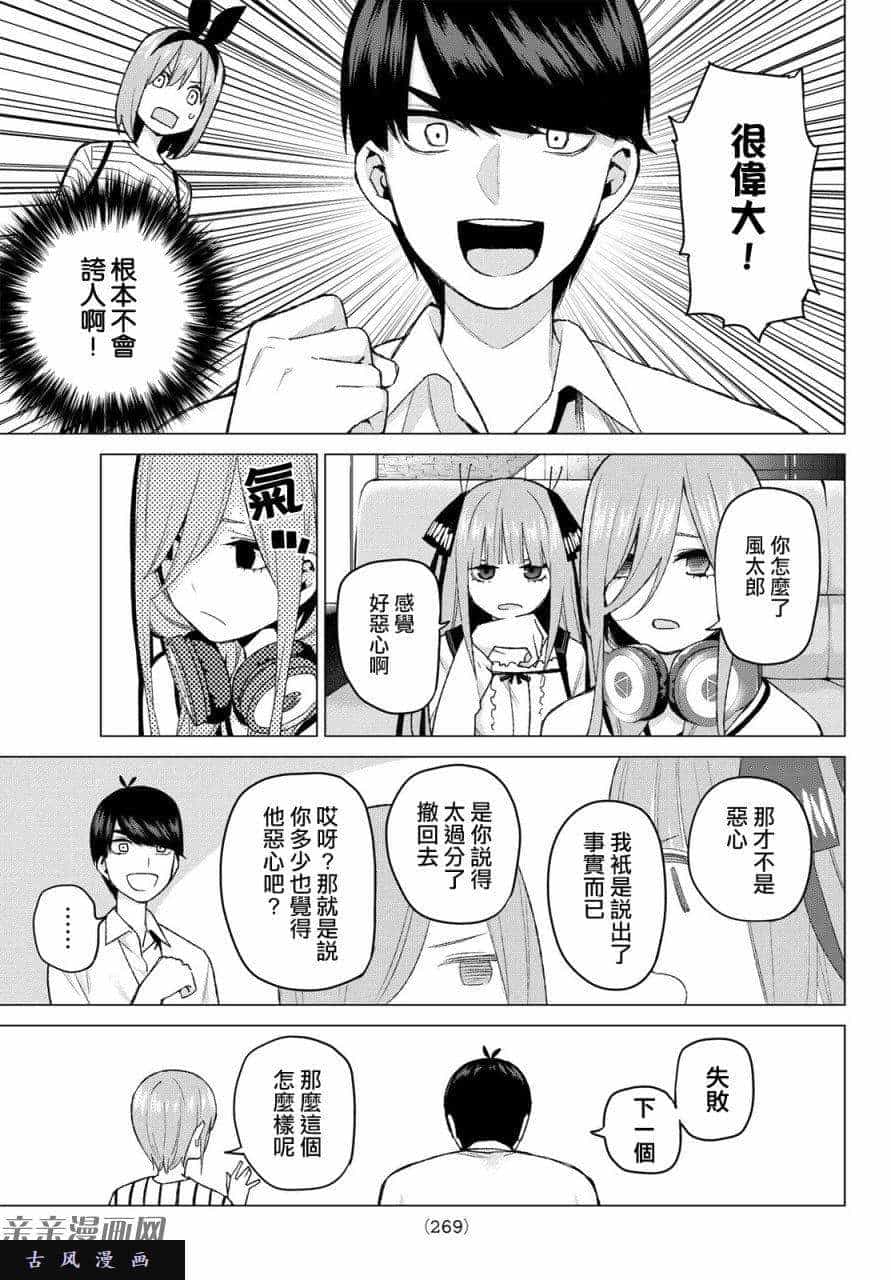 很偉大！
根本不會
誇人啊！
你怎麼了
風太郎
感覺
好惡心啊
氣
那才不是
惡心
我祇是説出了
事實而已
是你説得
太過分了
撤回去
哎呀？那就是説
你多少也覺得
他惡心吧？
……
失敗
下一個
那麼這個
怎麼樣呢
（269）
亲亲漫画网
古风漫画